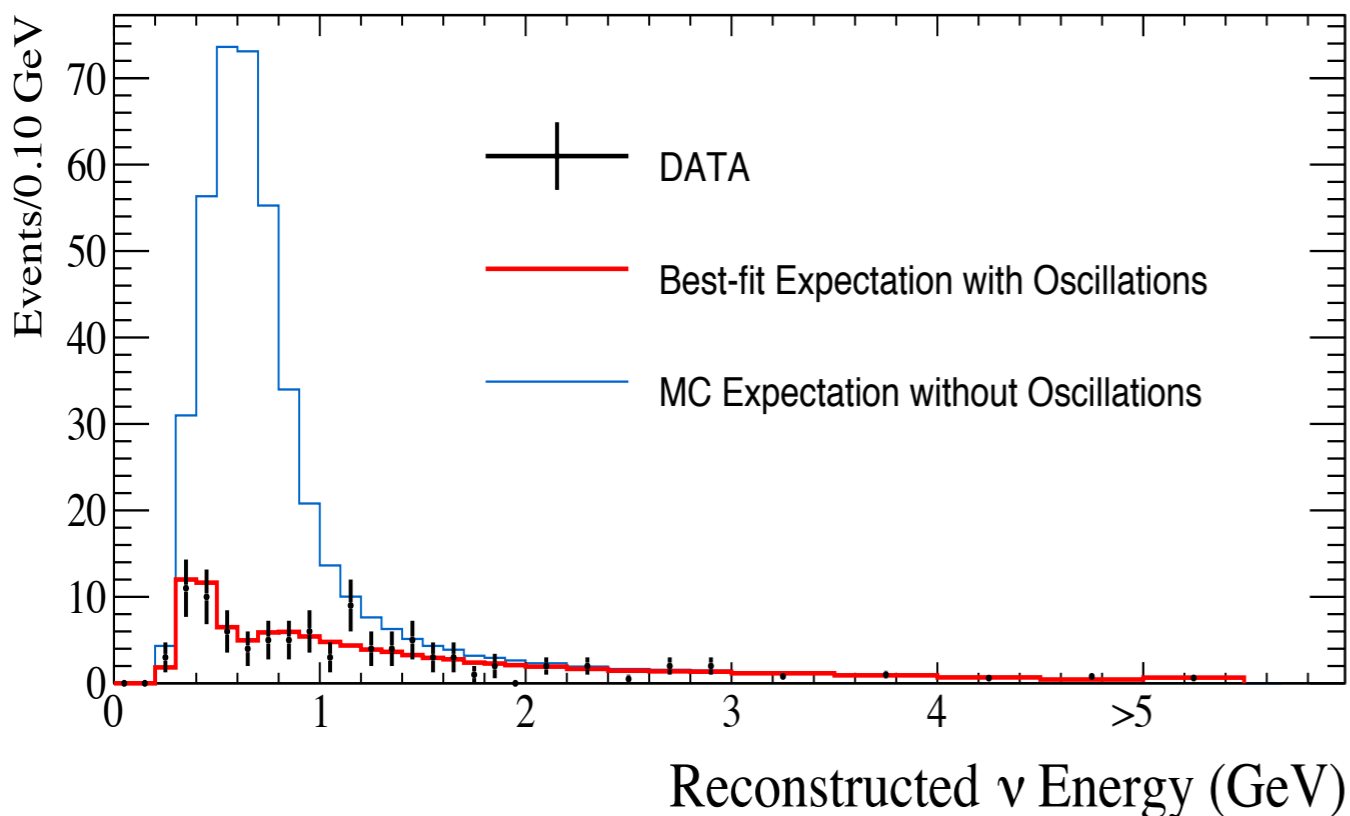 Events/0.10 GeV
70
60
50
40
30
20
10
0
DATA
Best-fit Expectation with Oscillations
MC Expectation without Oscillations
0 1 2 3 4 >5
Reconstructed ν Energy (GeV)